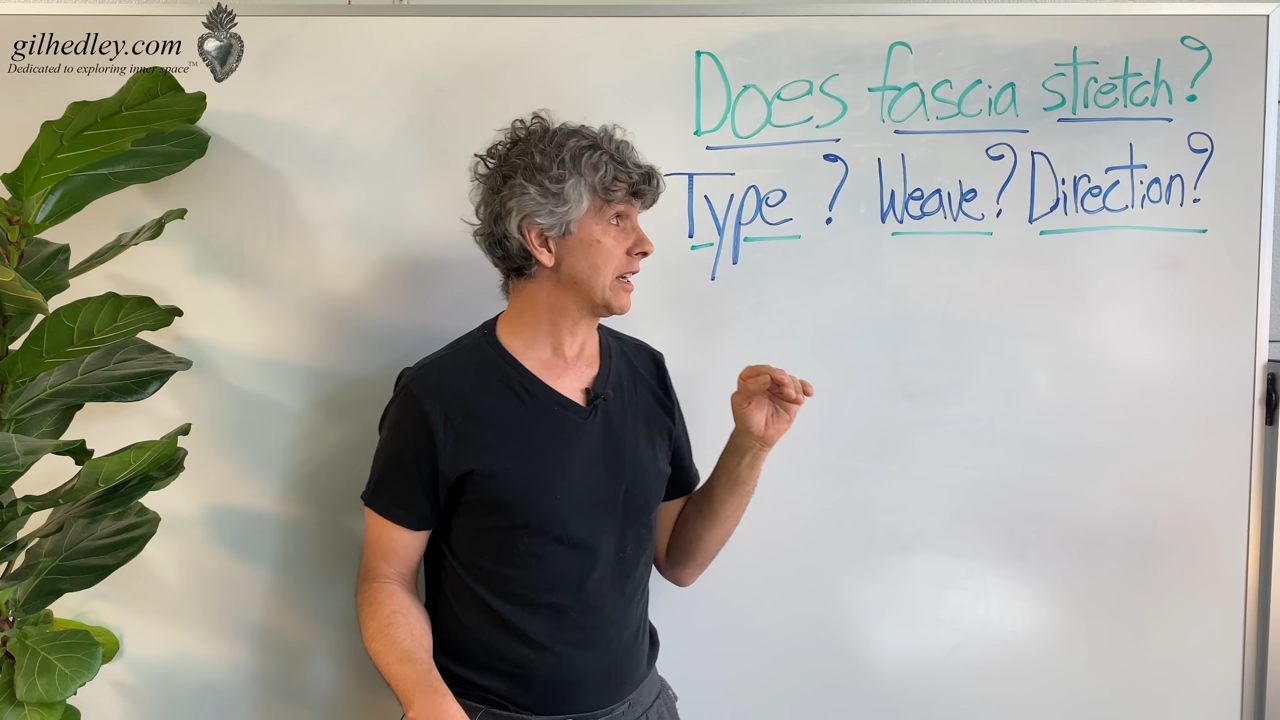 gilhedley.com
Dedicated to exploring inner space™
Does fascia stretch?
Type? Weave? Direction?